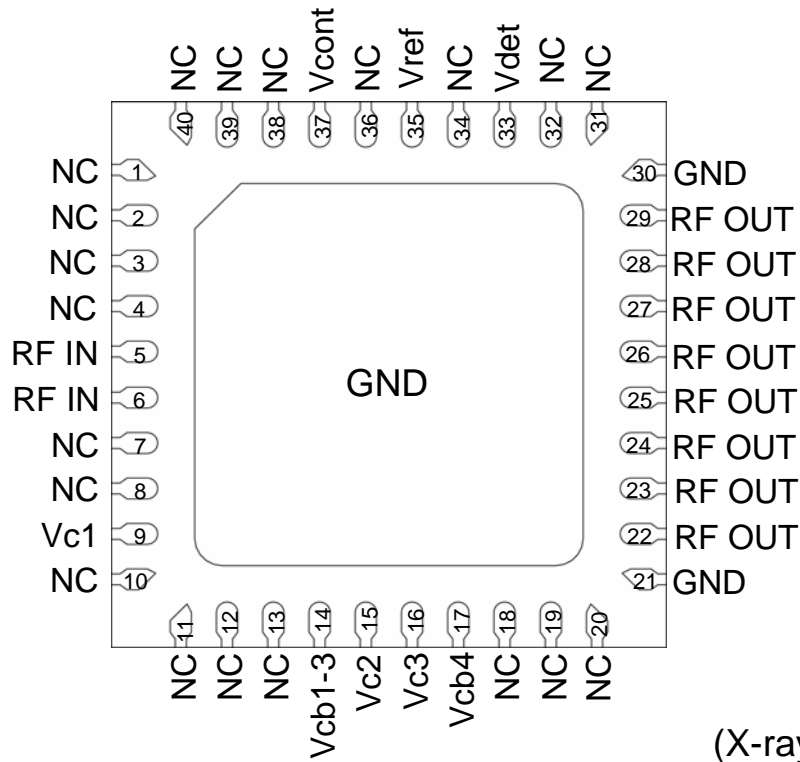 NC
NC
NC
Vcont
NC
Vref
NC
Vdet
NC
NC
40
39
38
37
36
35
34
33
32
31
NC 1
NC 2
NC 3
NC 4
RF IN 5
RF IN 6
NC 7
NC 8
Vc1 9
NC 10
GND
30 GND
29 RF OUT
28 RF OUT
27 RF OUT
26 RF OUT
25 RF OUT
24 RF OUT
23 RF OUT
22 RF OUT
21 GND
11
12
13
14
15
16
17
18
19
20
NC
NC
NC
Vcb1-3
Vc2
Vc3
Vcb4
NC
NC
NC
(X-ray